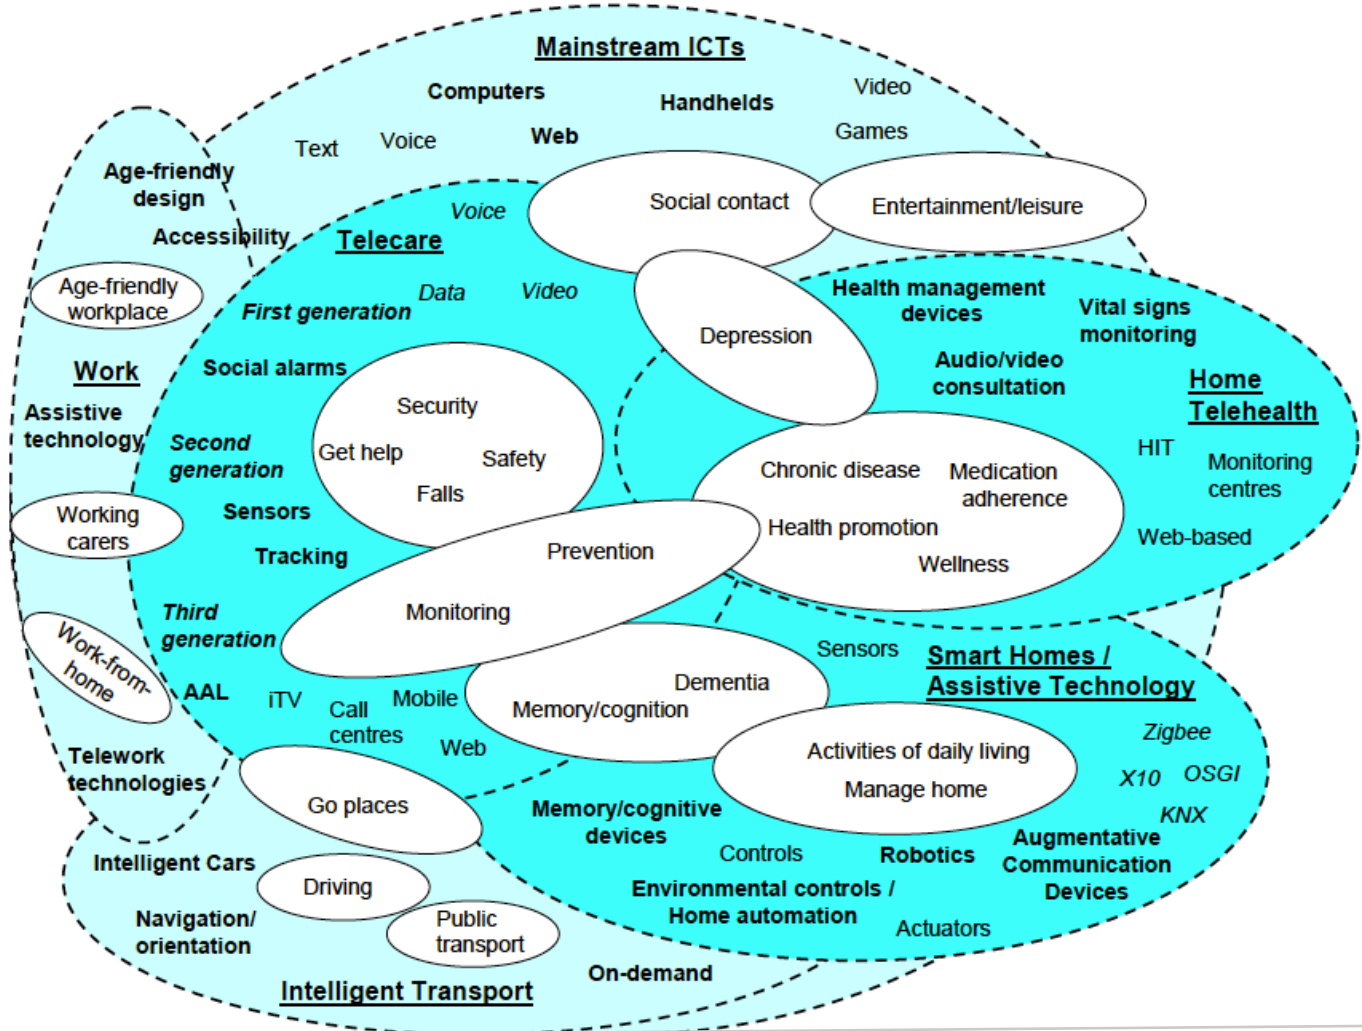 Mainstream ICTs
Computers
Handhelds
Video
Text
Voice
Web
Games
Age-friendly
design
Accessibility
Age-friendly
workplace
Work
Assistive
technology
Working
carers
Work-from-
home
Telework
technologies
Telecare
Voice
Data
Video
First generation
Social alarms
Second
generation
Sensors
Tracking
Third
generation
AAL
iTV
Call
centres
Mobile
Web
Social contact
Entertainment/leisure
Depression
Security
Get help
Safety
Falls
Prevention
Monitoring
Health management
devices
Vital signs
monitoring
Audio/video
consultation
Home
Telehealth
HIT
Monitoring
centres
Web-based
Chronic disease
Medication
adherence
Health promotion
Wellness
Dementia
Memory/cognition
Sensors
Smart Homes /
Assistive Technology
Activities of daily living
Manage home
Zigbee
X10
OSGI
KNX
Memory/cognitive
devices
Controls
Robotics
Augmentative
Communication
Devices
Environmental controls /
Home automation
Actuators
Go places
Intelligent Cars
Driving
Navigation/
orientation
Public
transport
On-demand
Intelligent Transport